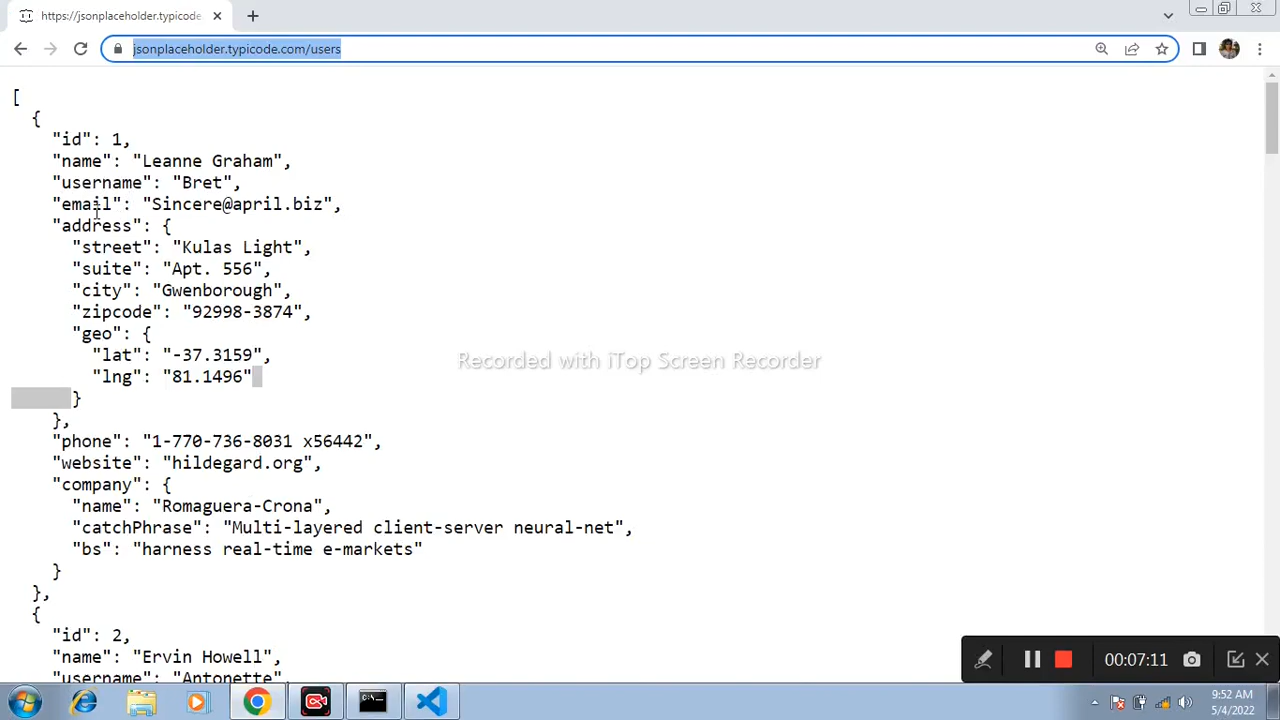 https://jsonplaceholder.typicode
jsonplaceholder.typicode.com/users
[
{
"id": 1,
"name": "Leanne Graham",
"username": "Bret",
"email": "Sincere@april.biz",
"address": {
"street": "Kulas Light",
"suite": "Apt. 556",
"city": "Gwenborough",
"zipcode": "92998-3874",
"geo": {
"lat": "-37.3159",
"lng": "81.1496"
}
},
"phone": "1-770-736-8031 x56442",
"website": "hildegard.org",
"company": {
"name": "Romaguera-Crona",
"catchPhrase": "Multi-layered client-server neural-net",
"bs": "harness real-time e-markets"
}
},
{
"id": 2,
"name": "Ervin Howell",
"username": "Antonette",
Recorded with iTop Screen Recorder
00:07:11
9:52 AM
5/4/2022